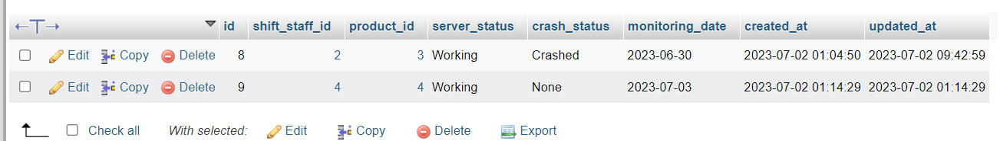 id shift_staff_id product_id server_status crash_status monitoring_date created_at updated_at
Edit Copy Delete 8 2 3 Working Crashed 2023-06-30 2023-07-02 01:04:50 2023-07-02 09:42:59
Edit Copy Delete 9 4 4 Working None 2023-07-03 2023-07-02 01:14:29 2023-07-02 01:14:29
Check all With selected: Edit Copy Delete Export